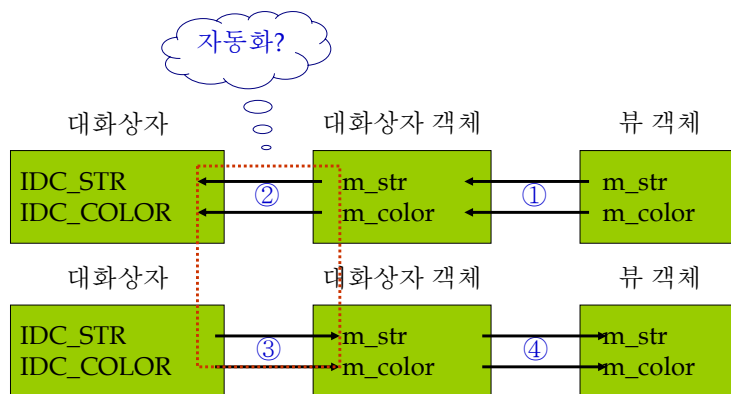 자동화?
대화상자 대화상자 객체 뷰 객체
IDC_STR ② m_str ① m_str
IDC_COLOR m_color m_color
대화상자 대화상자 객체 뷰 객체
IDC_STR ③ m_str ④ m_str
IDC_COLOR m_color m_color